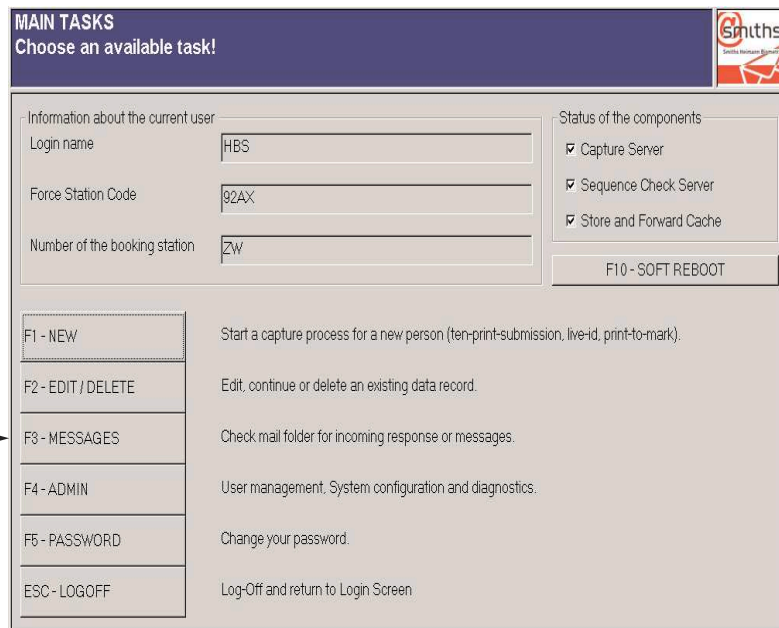 MAIN TASKS
Choose an available task!
smiths
Smiths Heimann Biomet
Information about the current user
Login name
HBS
Force Station Code
92AX
Number of the booking station
ZW
Status of the components
Capture Server
Sequence Check Server
Store and Forward Cache
F10 - SOFT REBOOT
F1 - NEW
Start a capture process for a new person (ten-print-submission, live-id, print-to-mark).
F2 - EDIT / DELETE
Edit, continue or delete an existing data record.
F3 - MESSAGES
Check mail folder for incoming response or messages.
F4 - ADMIN
User management, System configuration and diagnostics.
F5 - PASSWORD
Change your password.
ESC - LOGOFF
Log-Off and return to Login Screen